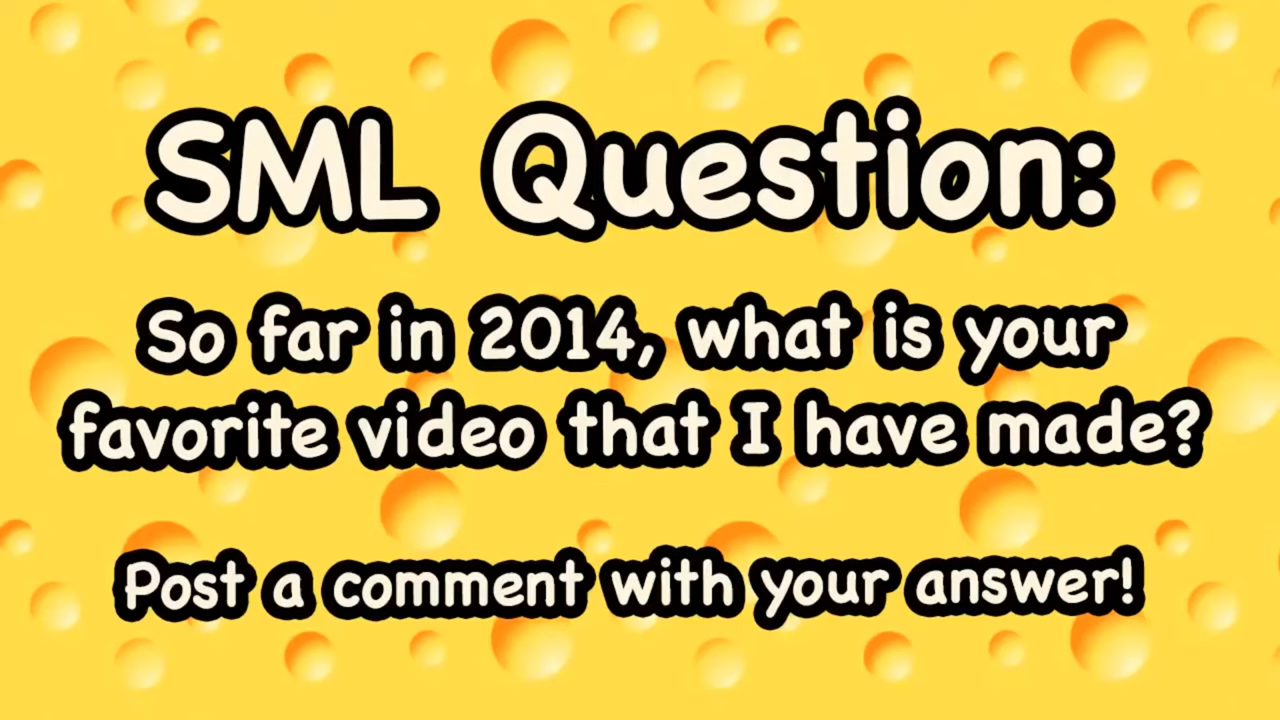 SML Question:
So far in 2014, what is your
favorite video that I have made?
Post a comment with your answer!